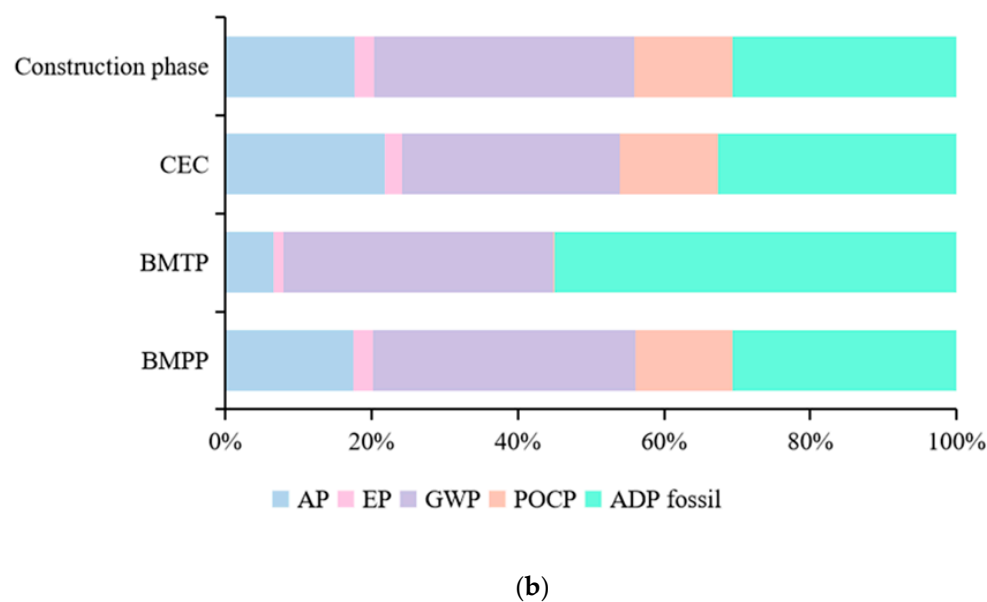 Construction phase
CEC
BMTP
BMPP
0% 20% 40% 60% 80% 100%
AP EP GWP POCP ADP fossil
(b)